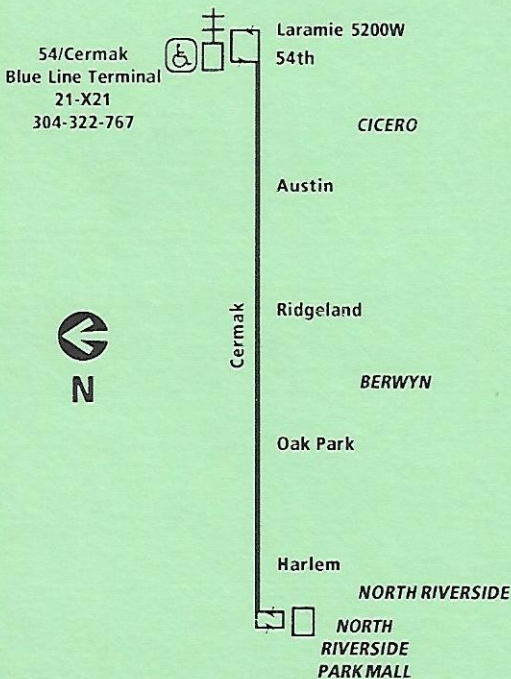 Laramie 5200W
54/Cermak
Blue Line Terminal
21-X21
304-322-767
54th
CICERO
Austin
Cermak
Ridgeland
N
BERWYN
Oak Park
Harlem
NORTH RIVERSIDE
NORTH
RIVERSIDE
PARK MALL